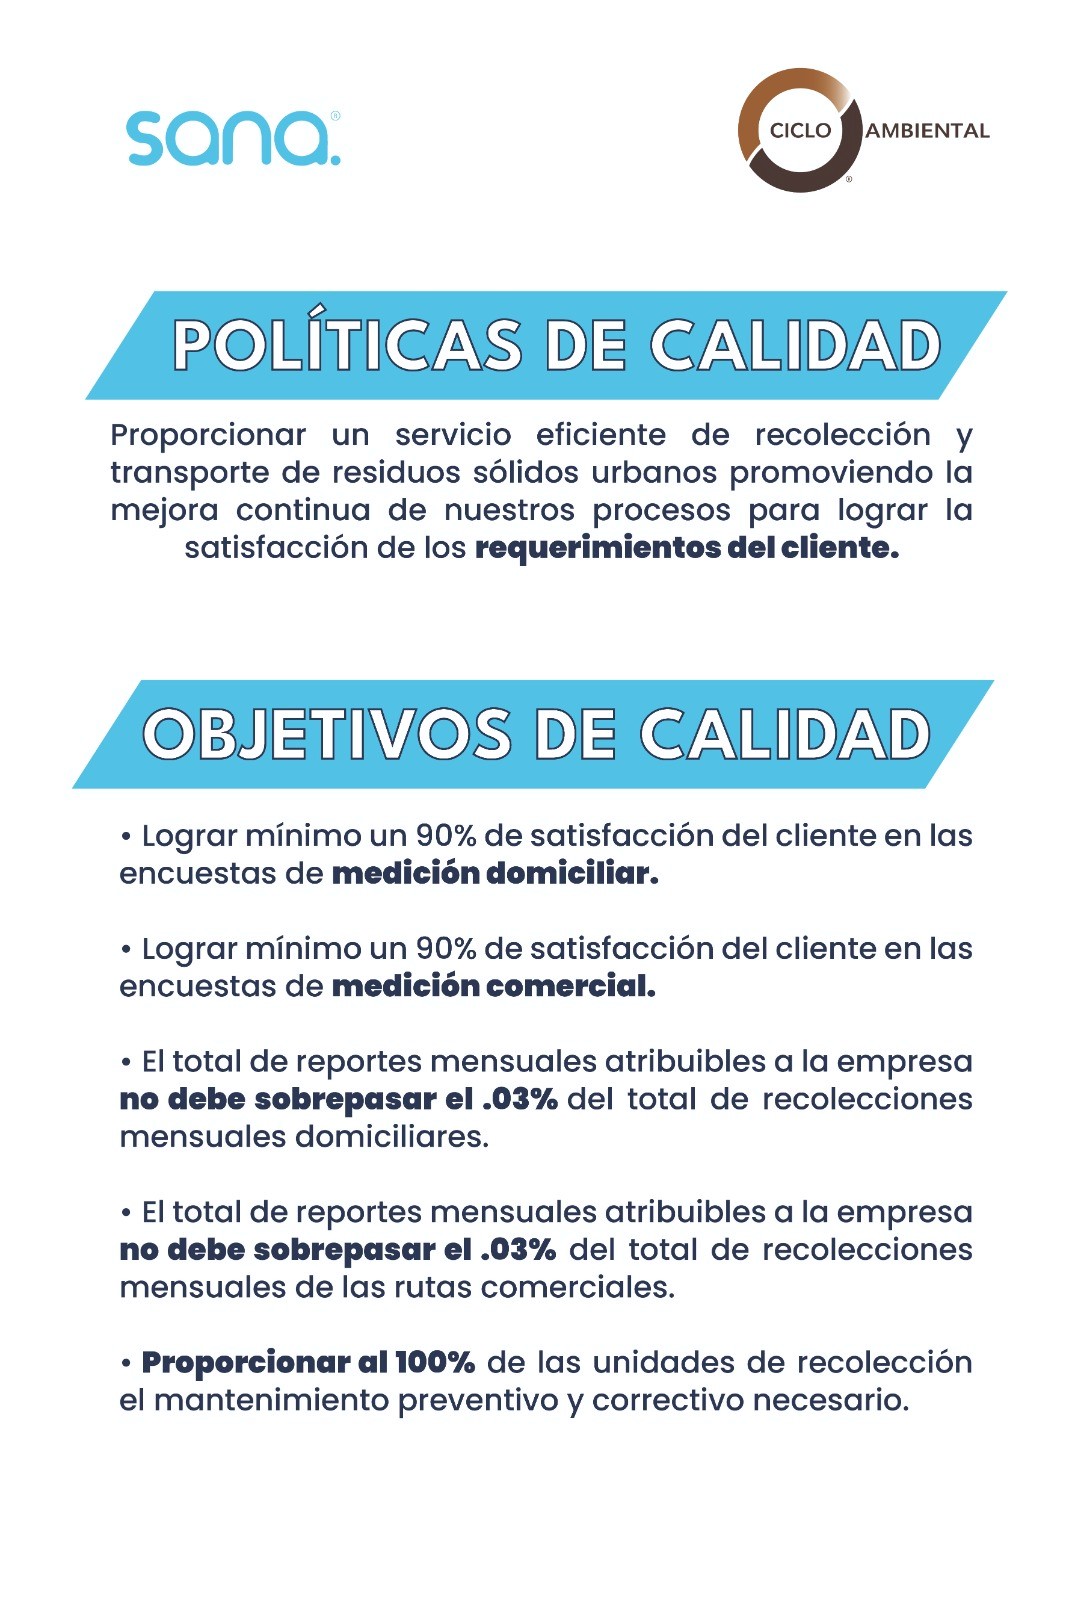 sana.®
CICLO AMBIENTAL
®
POLÍTICAS DE CALIDAD
Proporcionar un servicio eficiente de recolección y
transporte de residuos sólidos urbanos promoviendo la
mejora continua de nuestros procesos para lograr la
satisfacción de los requerimientos del cliente.
OBJETIVOS DE CALIDAD
• Lograr mínimo un 90% de satisfacción del cliente en las
encuestas de medición domiciliar.
• Lograr mínimo un 90% de satisfacción del cliente en las
encuestas de medición comercial.
• El total de reportes mensuales atribuibles a la empresa
no debe sobrepasar el .03% del total de recolecciones
mensuales domiciliares.
• El total de reportes mensuales atribuibles a la empresa
no debe sobrepasar el .03% del total de recolecciones
mensuales de las rutas comerciales.
• Proporcionar al 100% de las unidades de recolección
el mantenimiento preventivo y correctivo necesario.